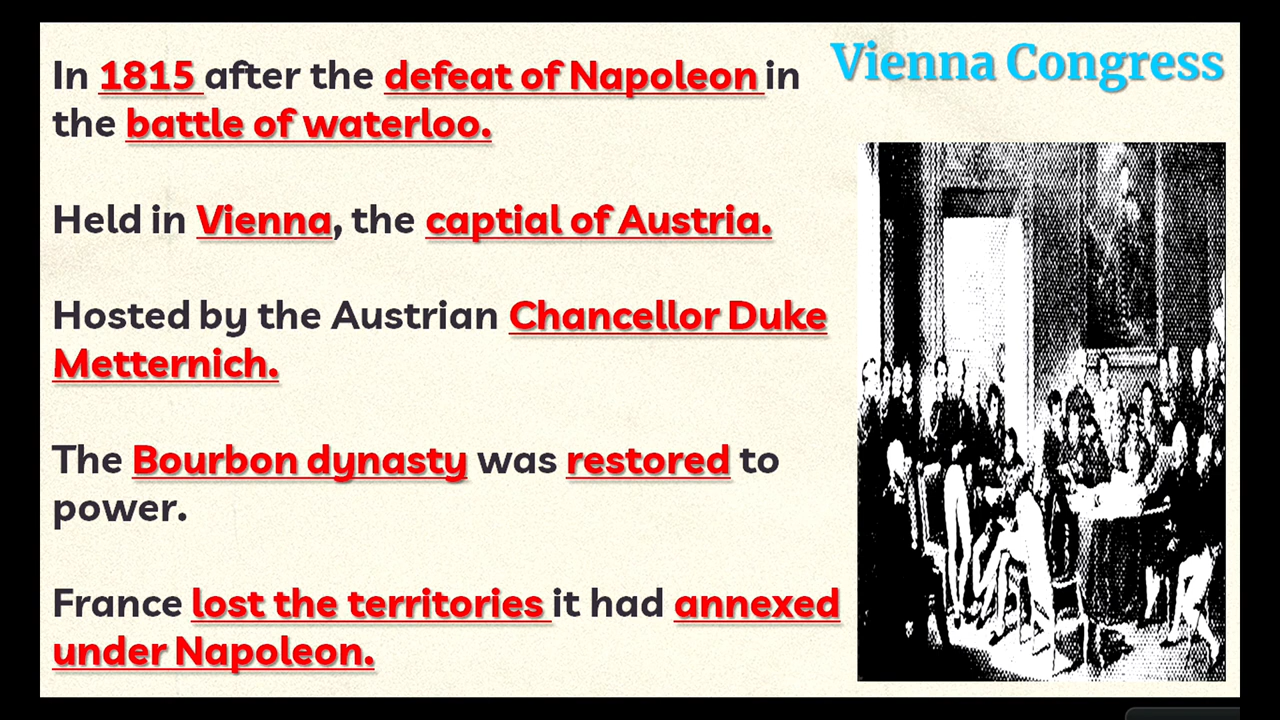 Vienna Congress
In 1815 after the defeat of Napoleon in
the battle of waterloo.
Held in Vienna, the captial of Austria.
Hosted by the Austrian Chancellor Duke
Metternich.
The Bourbon dynasty was restored to
power.
France lost the territories it had annexed
under Napoleon.